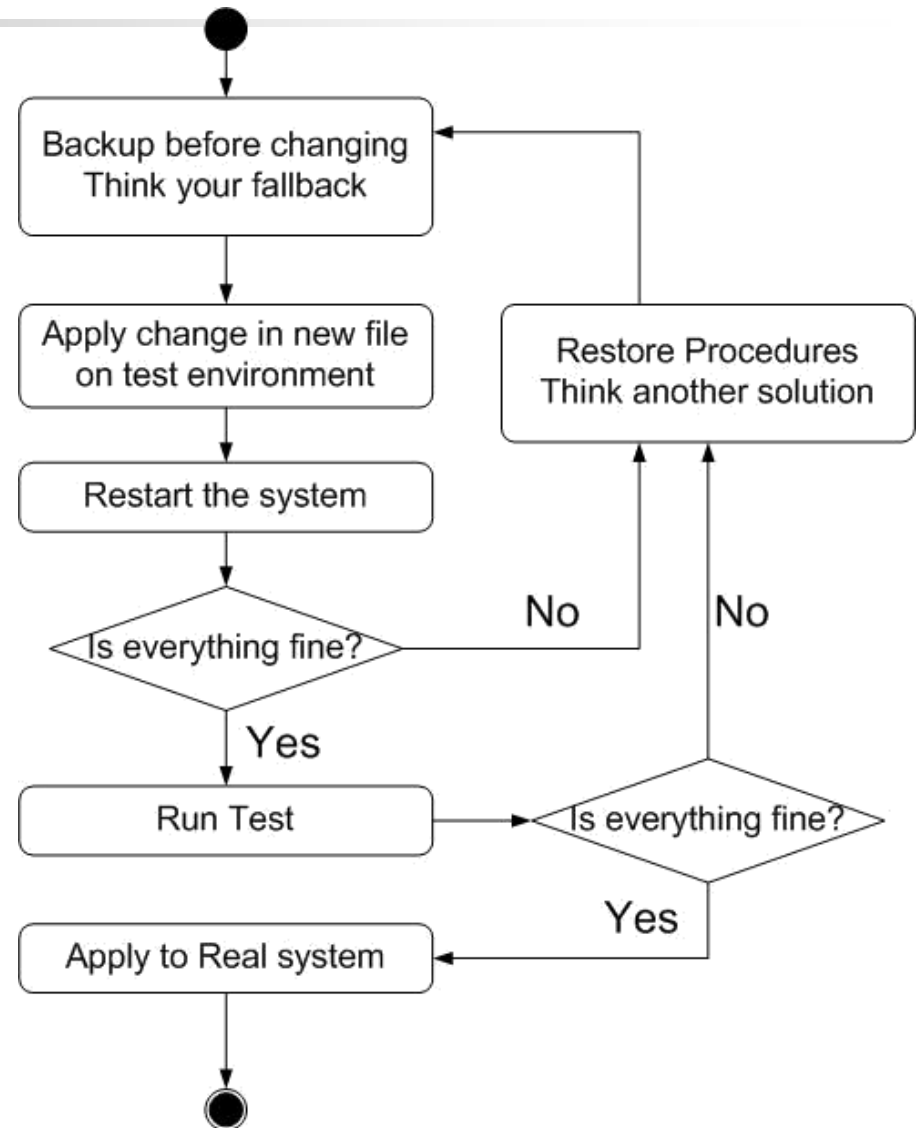 Backup before changing
Think your fallback
Apply change in new file
on test environment
Restore Procedures
Think another solution
Restart the system
Is everything fine?
No
No
Yes
Run Test
Is everything fine?
Yes
Apply to Real system